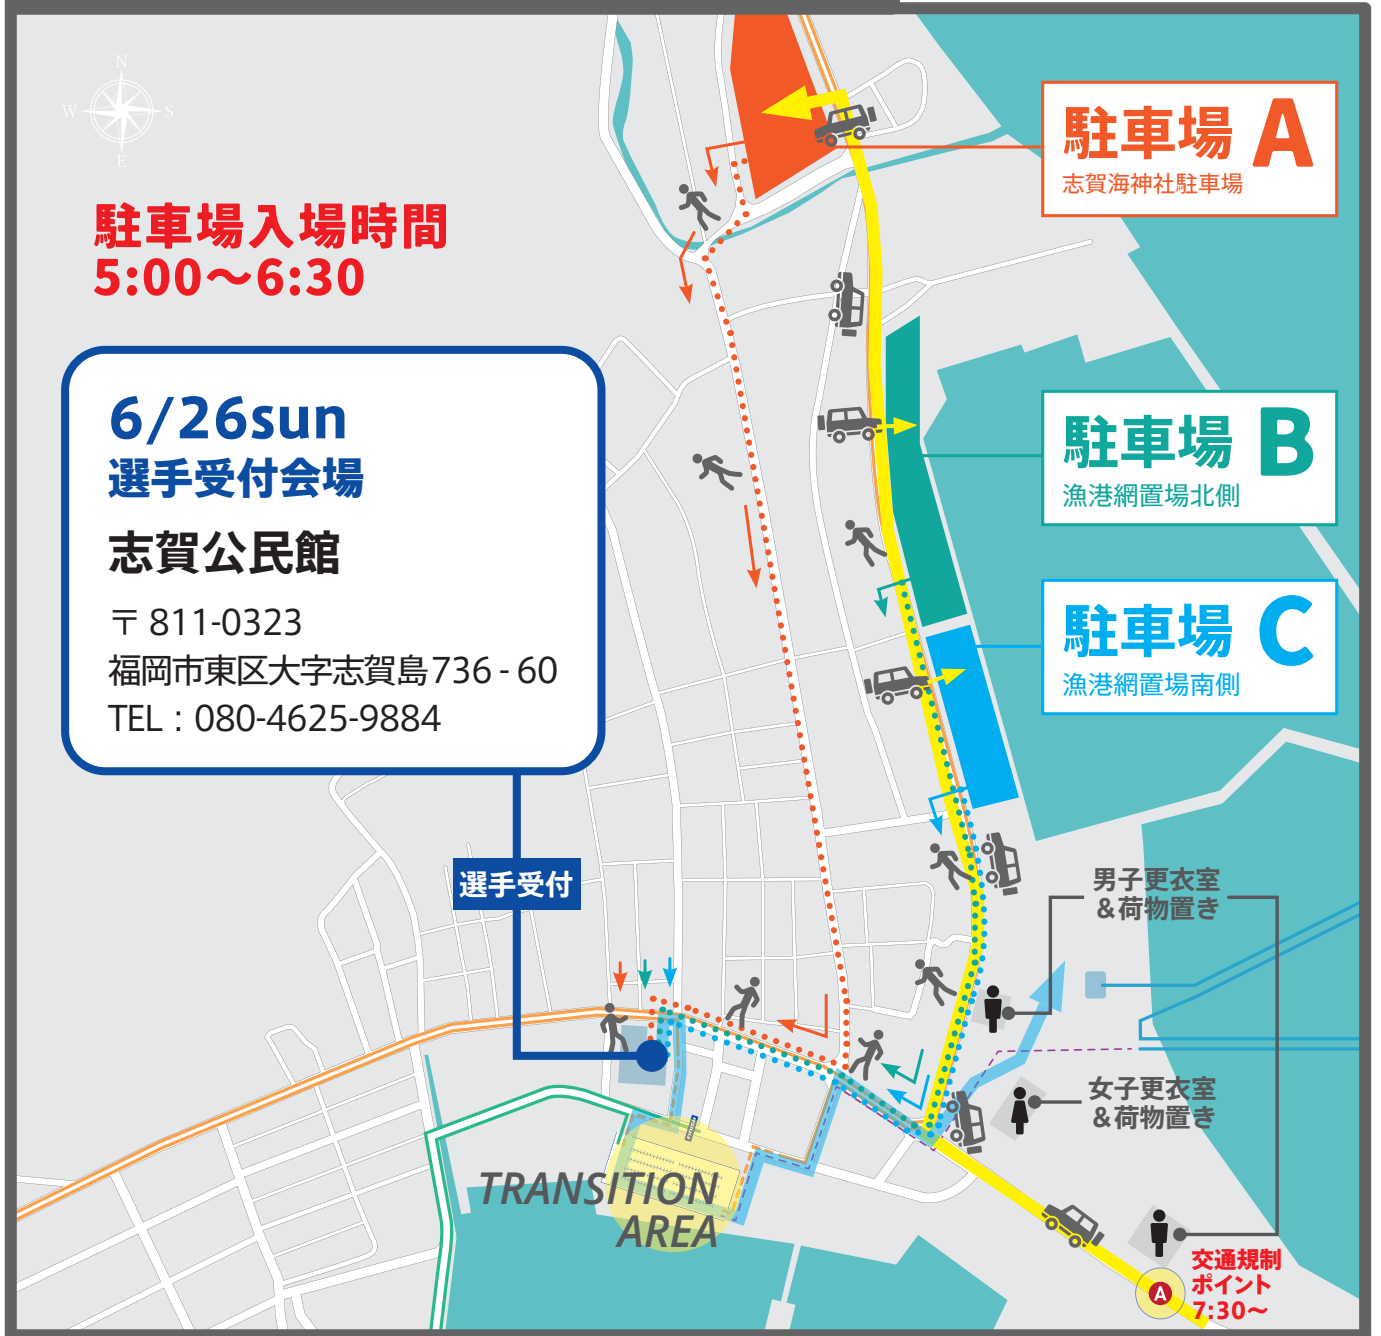 N
W
S
E
駐車場入場時間
5:00～6:30
6/26sun
選手受付会場
志賀公民館
〒811-0323
福岡市東区大字志賀島736 - 60
TEL : 080-4625-9884
選手受付
駐車場 A
志賀海神社駐車場
駐車場 B
漁港網置場北側
駐車場 C
漁港網置場南側
男子更衣室
&荷物置き
女子更衣室
&荷物置き
TRANSITION
AREA
交通規制
ポイント
7:30～
A